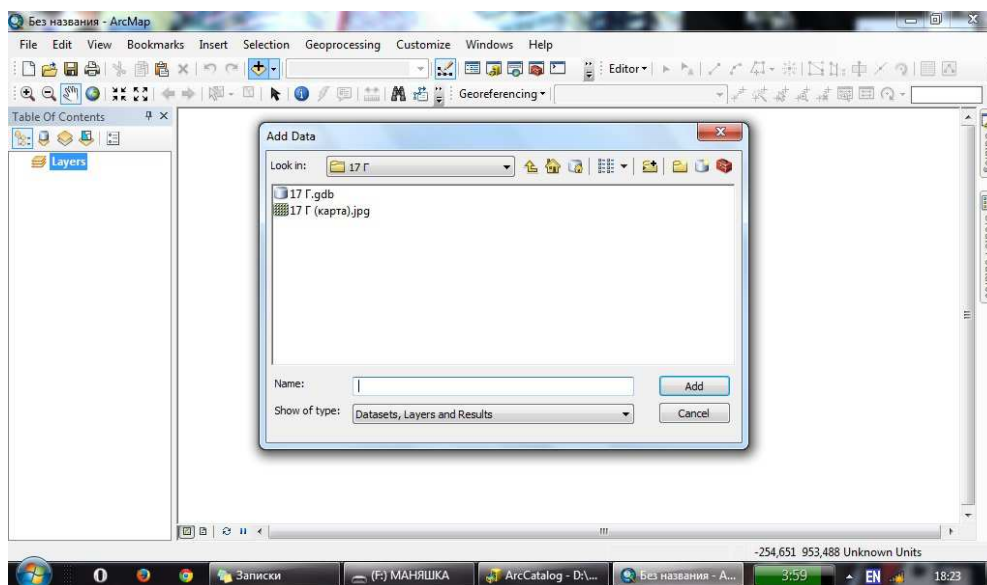 Без названия - ArcMap
File Edit View Bookmarks Insert Selection Geoprocessing Customize Windows Help
Editor
Georeferencing
Table Of Contents
Layers
Add Data
Look in: 17 Г
17 Г.gdb
17 Г (карта).jpg
Name:
Add
Show of type: Datasets, Layers and Results
Cancel
-254,651 953,488 Unknown Units
Записки
(F:) МАНЯШКА
ArcCatalog - D:\...
Без названия - A...
3:59
EN
18:23